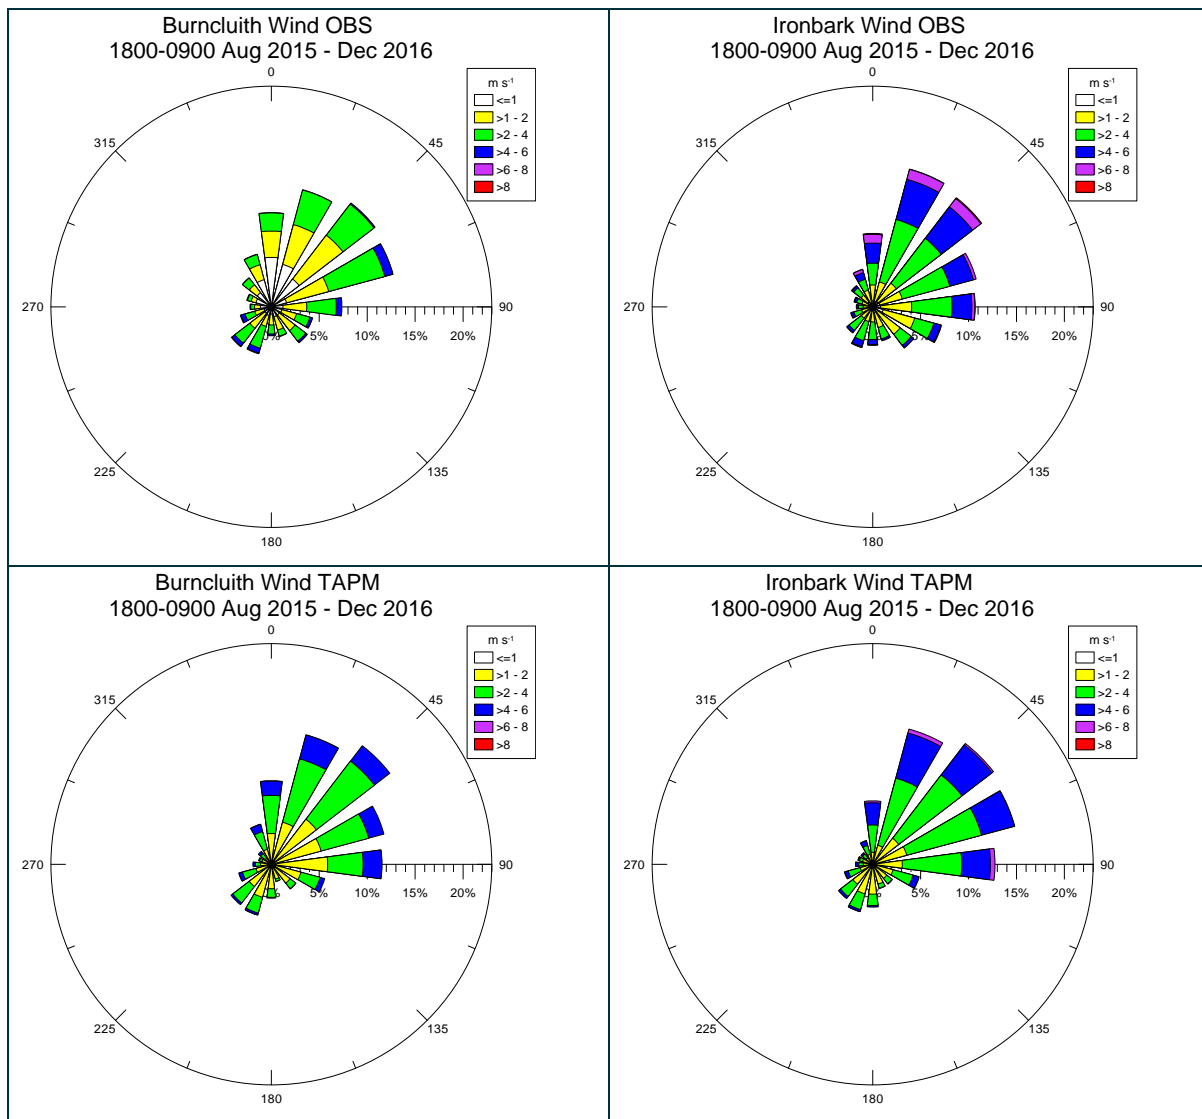 Burncluith Wind OBS
1800-0900 Aug 2015 - Dec 2016
0
m s⁻¹
<=1
>1 - 2
>2 - 4
>4 - 6
>6 - 8
>8
315
45
270
90
5%
10%
15%
20%
225
135
180
Ironbark Wind OBS
1800-0900 Aug 2015 - Dec 2016
0
m s⁻¹
<=1
>1 - 2
>2 - 4
>4 - 6
>6 - 8
>8
315
45
270
90
5%
10%
15%
20%
225
135
180
Burncluith Wind TAPM
1800-0900 Aug 2015 - Dec 2016
0
m s⁻¹
<=1
>1 - 2
>2 - 4
>4 - 6
>6 - 8
>8
315
45
270
90
5%
10%
15%
20%
225
135
180
Ironbark Wind TAPM
1800-0900 Aug 2015 - Dec 2016
0
m s⁻¹
<=1
>1 - 2
>2 - 4
>4 - 6
>6 - 8
>8
315
45
270
90
5%
10%
15%
20%
225
135
180